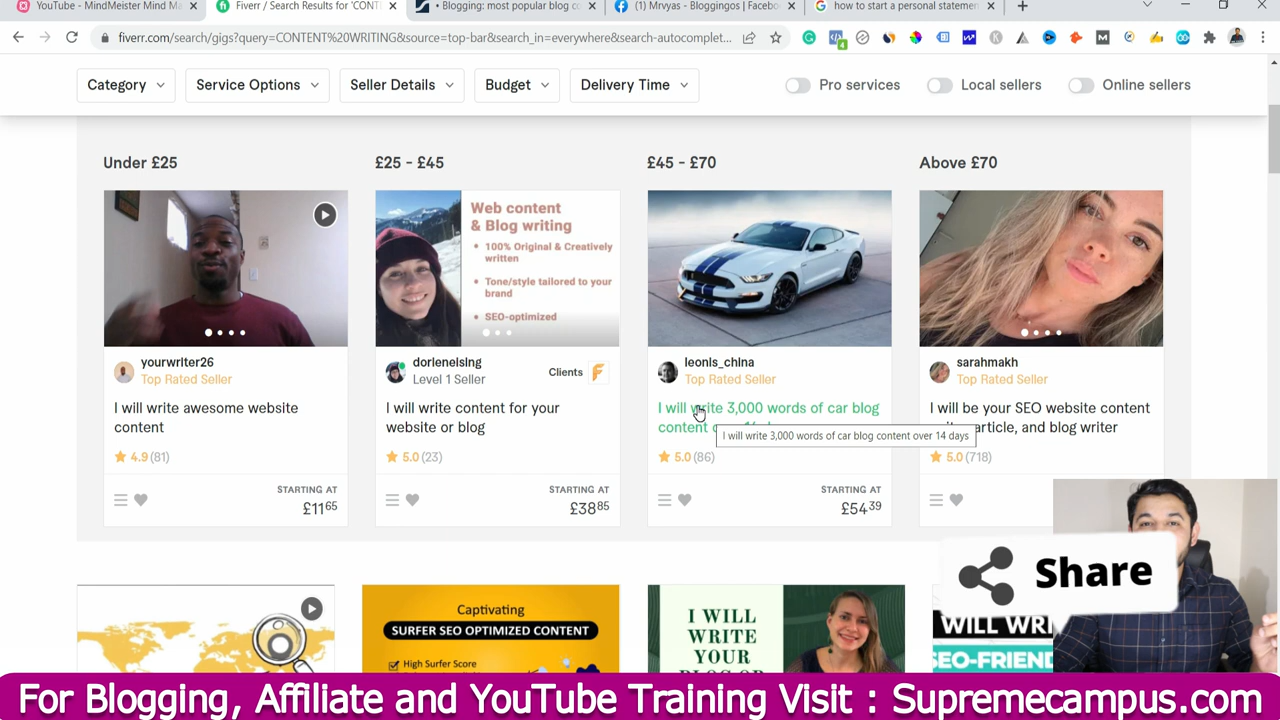 YouTube - MindMeister Mind Ma
Fiverr / Search Results for 'CONTE
• Blogging: most popular blog co
(1) Mrvyas - Bloggingos | Facebo
how to start a personal statemen
fiverr.com/search/gigs?query=CONTENT%20WRITING&source=top-bar&search_in=everywhere&search-autocomplet...
4
Category
Service Options
Seller Details
Budget
Delivery Time
Pro services
Local sellers
Online sellers
Under £25
£25 - £45
£45 - £70
Above £70
Web content
& Blog writing
• 100% Original & Creatively
written
• Tone/style tailored to your
brand
• SEO-optimized
yourwriter26
Top Rated Seller
dorieneising
Level 1 Seller
Clients
leonis_china
Top Rated Seller
sarahmakh
Top Rated Seller
I will write awesome website
content
I will write content for your
website or blog
I will write 3,000 words of car blog
content
I will write 3,000 words of car blog content over 14 days
I will be your SEO website content
article, and blog writer
4.9 (81)
5.0 (23)
5.0 (86)
5.0 (718)
STARTING AT
£11 65
STARTING AT
£38 85
STARTING AT
£54 39
Share
Captivating
SURFER SEO OPTIMIZED CONTENT
High Surfer Score
I WILL
WRITE
YOUR
BLOG OR
WILL WRI
SEO-FRIEND
For Blogging, Affiliate and YouTube Training Visit : Supremecampus.com